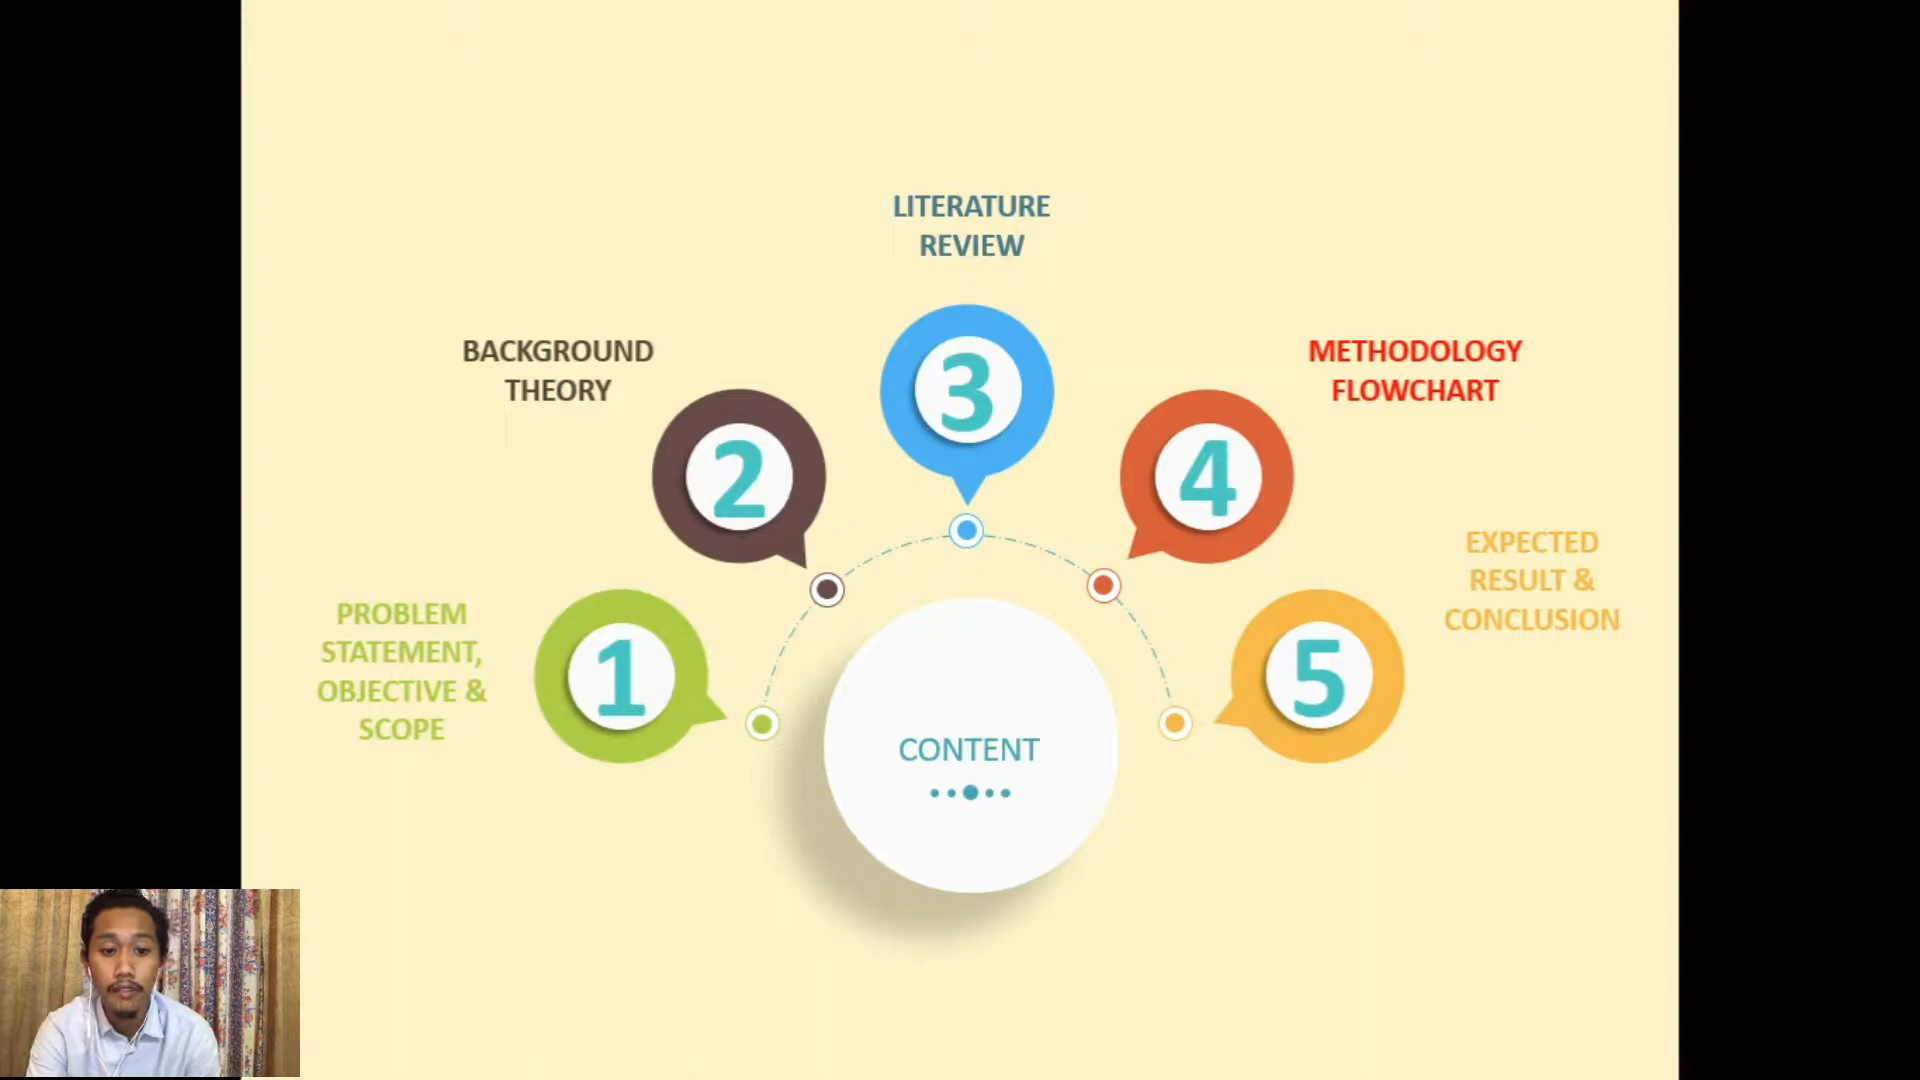 LITERATURE
REVIEW
3
BACKGROUND
THEORY
2
METHODOLOGY
FLOWCHART
4
PROBLEM
STATEMENT,
OBJECTIVE &
SCOPE
1
EXPECTED
RESULT &
CONCLUSION
5
CONTENT